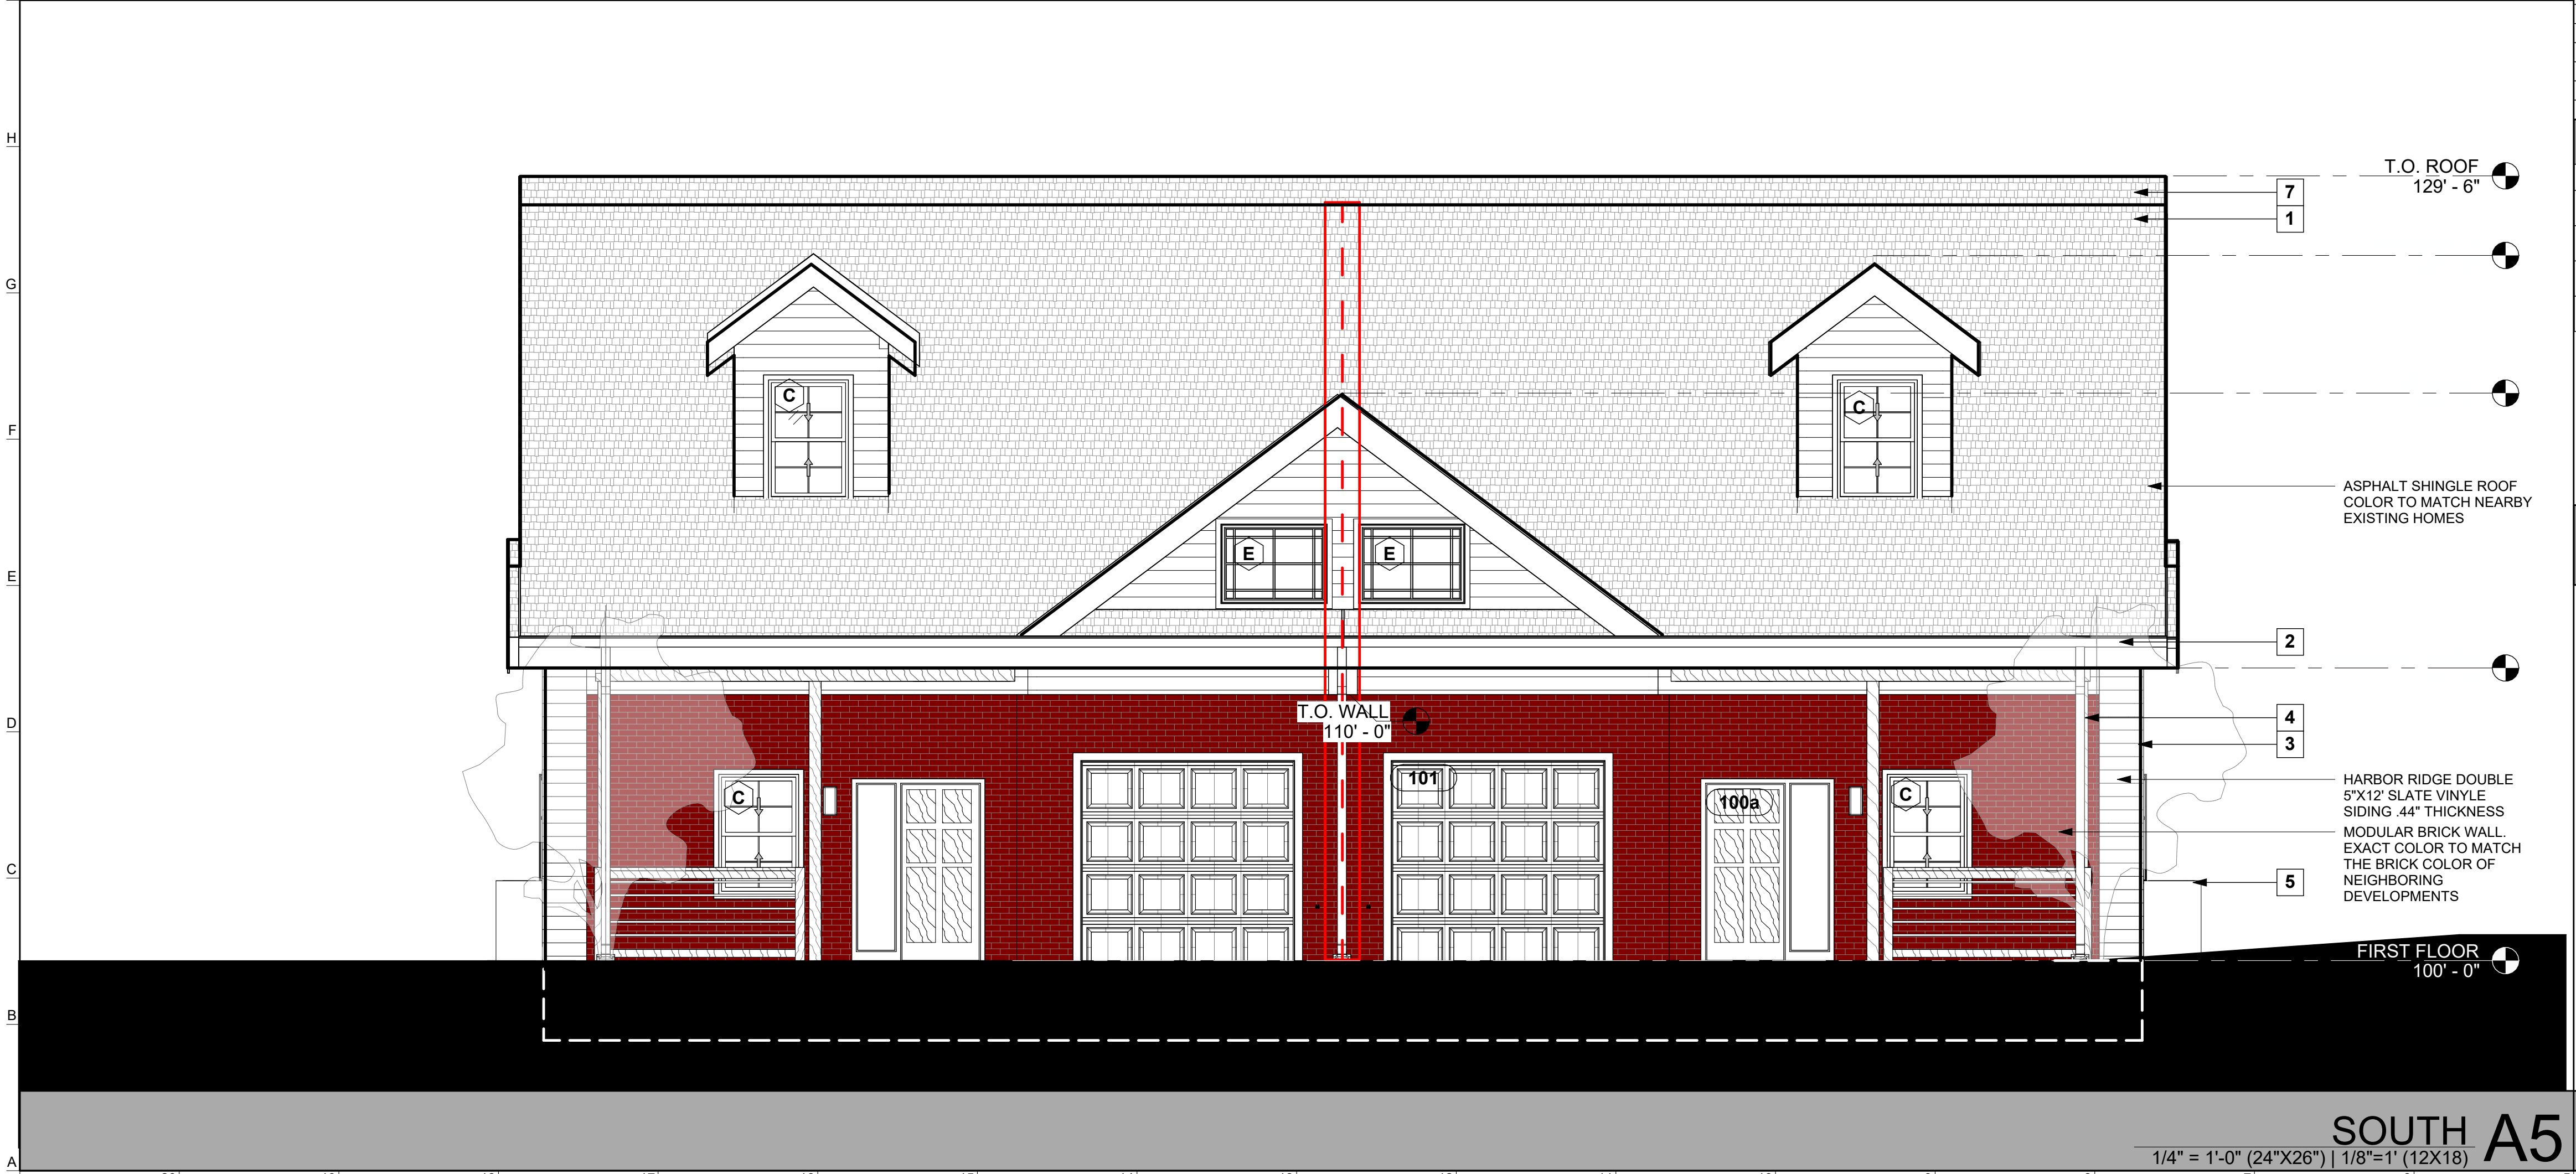 H
T.O. ROOF
129' - 6"
7
1
G
C
C
F
ASPHALT SHINGLE ROOF
COLOR TO MATCH NEARBY
EXISTING HOMES
E
E
E
2
D
T.O. WALL
110' - 0"
4
3
101
100a
C
C
HARBOR RIDGE DOUBLE
5"X12' SLATE VINYLE
SIDING .44" THICKNESS
MODULAR BRICK WALL.
EXACT COLOR TO MATCH
THE BRICK COLOR OF
NEIGHBORING
DEVELOPMENTS
C
5
FIRST FLOOR
100' - 0"
B
SOUTH A5
1/4" = 1'-0" (24"X26") | 1/8"=1' (12X18)
A